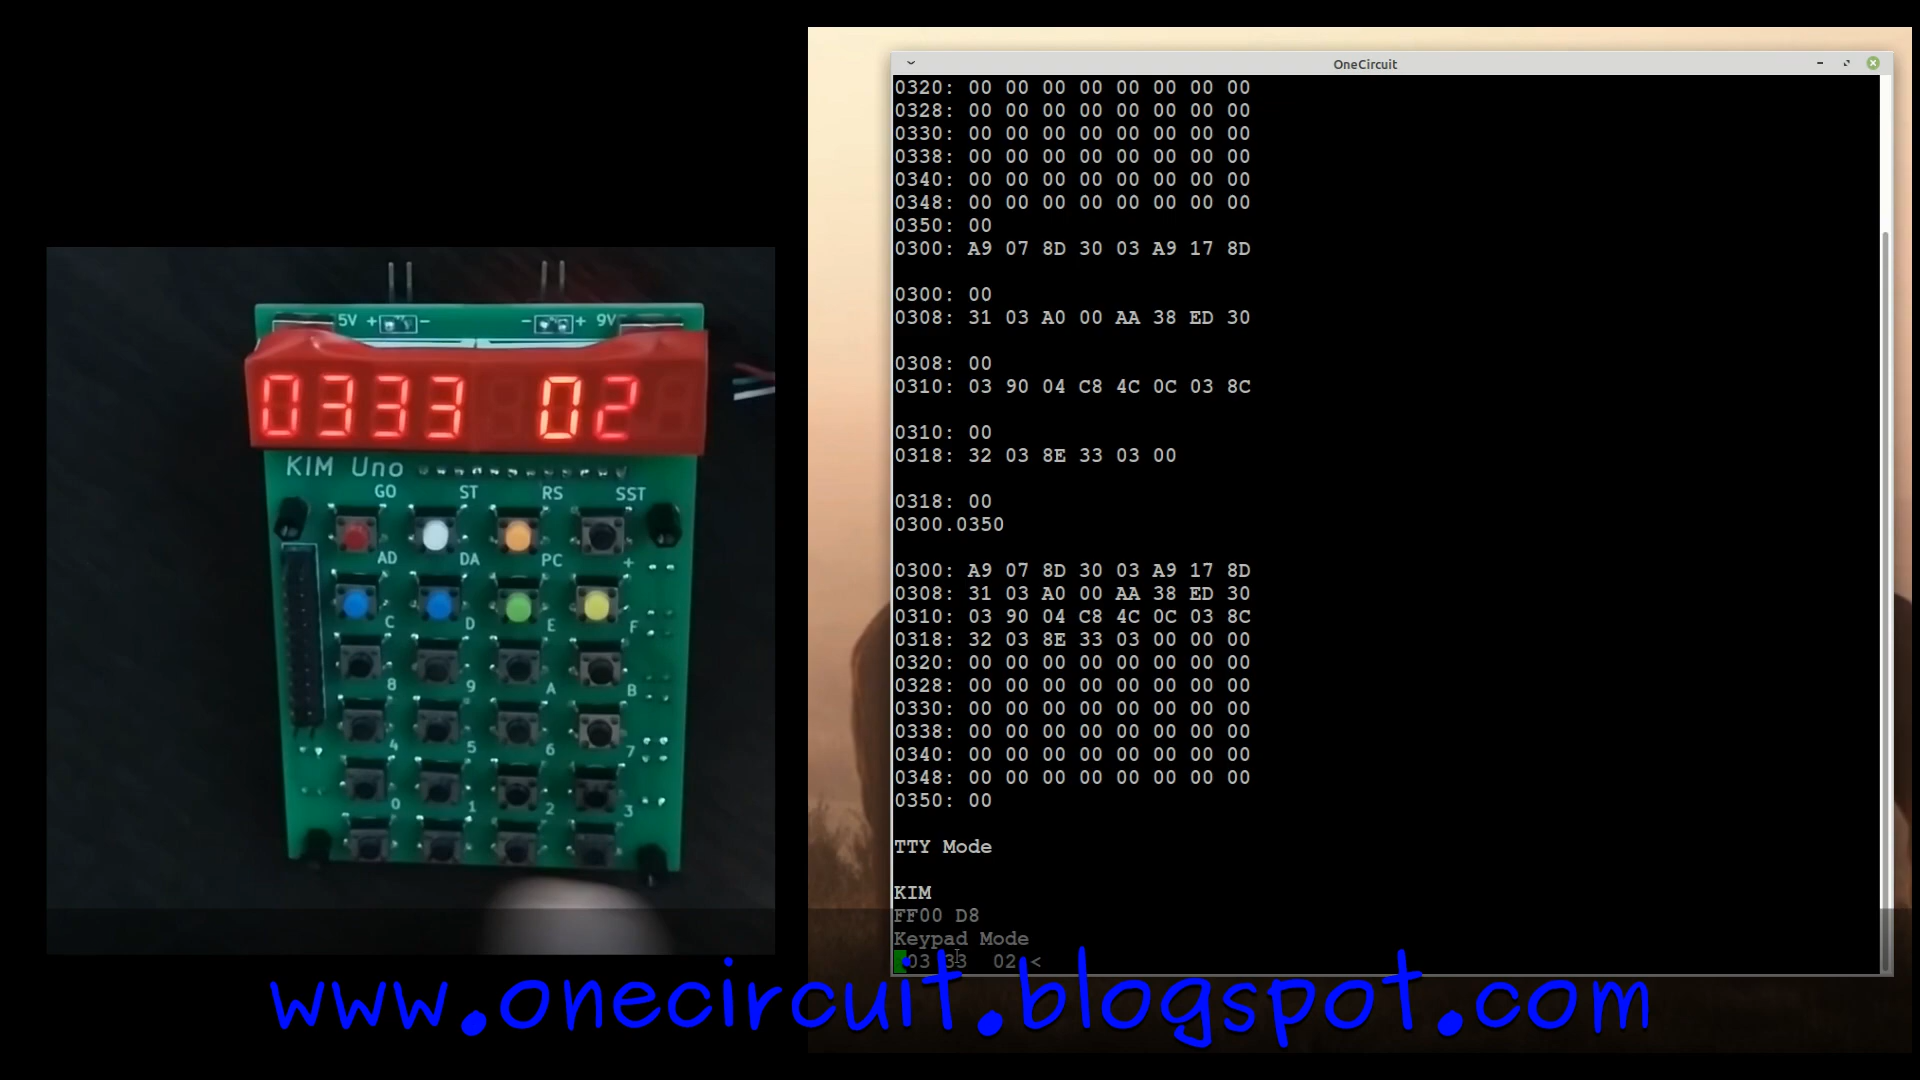 5V + - - + 9V
0333 02
KIM Uno
GO ST RS SST
AD DA PC +
C D E F
8 9 A B
4 5 6 7
0 1 2 3
OneCircuit
0320: 00 00 00 00 00 00 00 00
0328: 00 00 00 00 00 00 00 00
0330: 00 00 00 00 00 00 00 00
0338: 00 00 00 00 00 00 00 00
0340: 00 00 00 00 00 00 00 00
0348: 00 00 00 00 00 00 00 00
0350: 00
0300: A9 07 8D 30 03 A9 17 8D
0300: 00
0308: 31 03 A0 00 AA 38 ED 30
0308: 00
0310: 03 90 04 C8 4C 0C 03 8C
0310: 00
0318: 32 03 8E 33 03 00
0318: 00
0300.0350
0300: A9 07 8D 30 03 A9 17 8D
0308: 31 03 A0 00 AA 38 ED 30
0310: 03 90 04 C8 4C 0C 03 8C
0318: 32 03 8E 33 03 00 00 00
0320: 00 00 00 00 00 00 00 00
0328: 00 00 00 00 00 00 00 00
0330: 00 00 00 00 00 00 00 00
0338: 00 00 00 00 00 00 00 00
0340: 00 00 00 00 00 00 00 00
0348: 00 00 00 00 00 00 00 00
0350: 00
TTY Mode
KIM
FF00 D8
Keypad Mode
03 33 02 <
www.onecircuit.blogspot.com